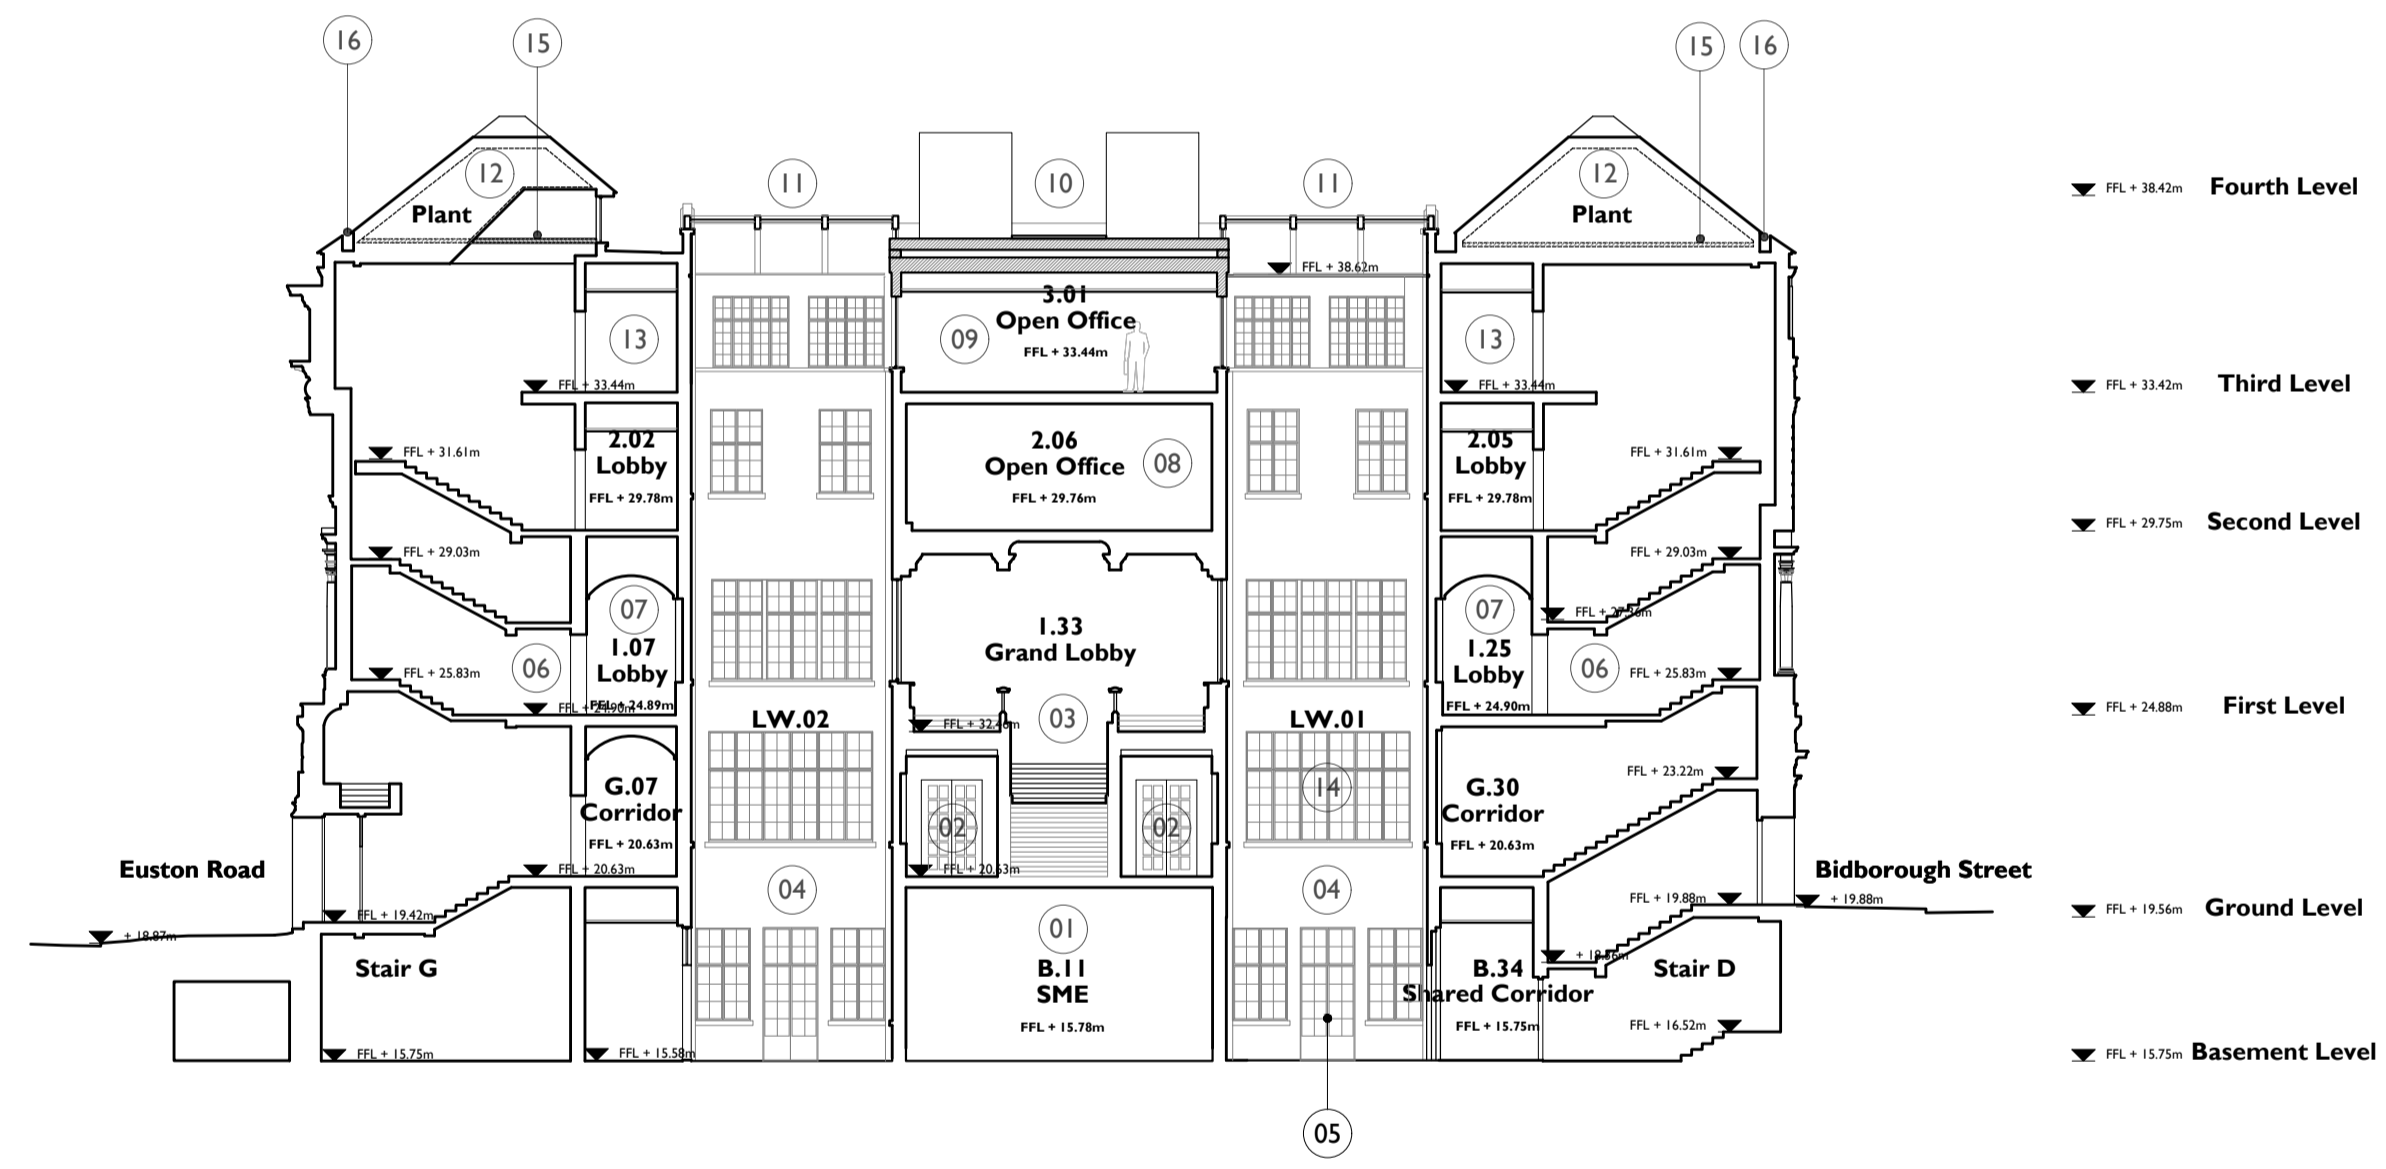 16
15
15
16
12
Plant
11
10
11
12
Plant
FFL + 38.42m
Fourth Level
FFL + 38.62m
3.01
Open Office
FFL + 33.44m
13
09
13
FFL + 33.44m
FFL + 33.44m
FFL + 33.42m
Third Level
2.02
Lobby
FFL + 29.78m
2.06
Open Office
FFL + 29.76m
08
2.05
Lobby
FFL + 29.78m
FFL + 31.61m
FFL + 31.61m
FFL + 29.75m
Second Level
FFL + 29.03m
FFL + 29.03m
07
07
1.07
Lobby
FFL + 24.89m
1.33
Grand Lobby
1.25
Lobby
FFL + 24.90m
06
06
FFL + 25.83m
FFL + 25.83m
FFL + 24.88m
First Level
LW.02
03
LW.01
FFL + 23.22m
G.07
Corridor
FFL + 20.63m
14
G.30
Corridor
FFL + 20.63m
02
02
Euston Road
FFL + 20.63m
FFL + 20.63m
Bidborough Street
04
04
FFL + 19.88m
+ 19.88m
FFL + 19.56m
Ground Level
FFL + 19.42m
+ 18.87m
01
Stair G
B.11
SME
FFL + 15.78m
B.34
Shared Corridor
FFL + 15.75m
Stair D
FFL + 16.52m
FFL + 15.75m
FFL + 15.58m
FFL + 15.75m
Basement Level
05